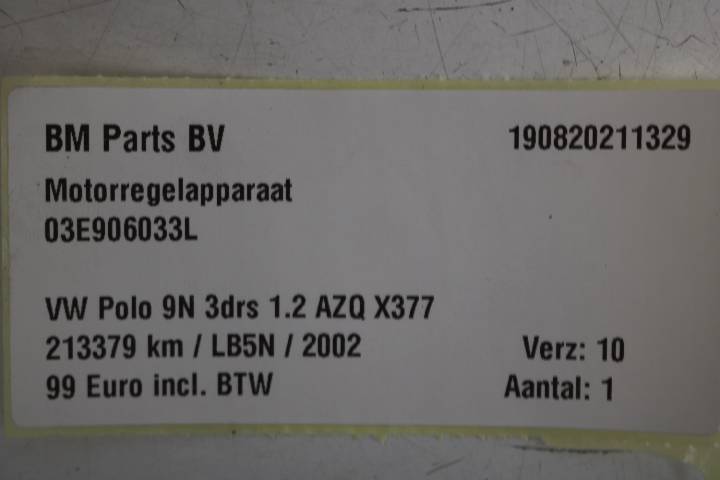 BM Parts BV 190820211329
Motorregelapparaat
03E906033L
VW Polo 9N 3drs 1.2 AZQ X377
213379 km / LB5N / 2002 Verz: 10
99 Euro incl. BTW Aantal: 1